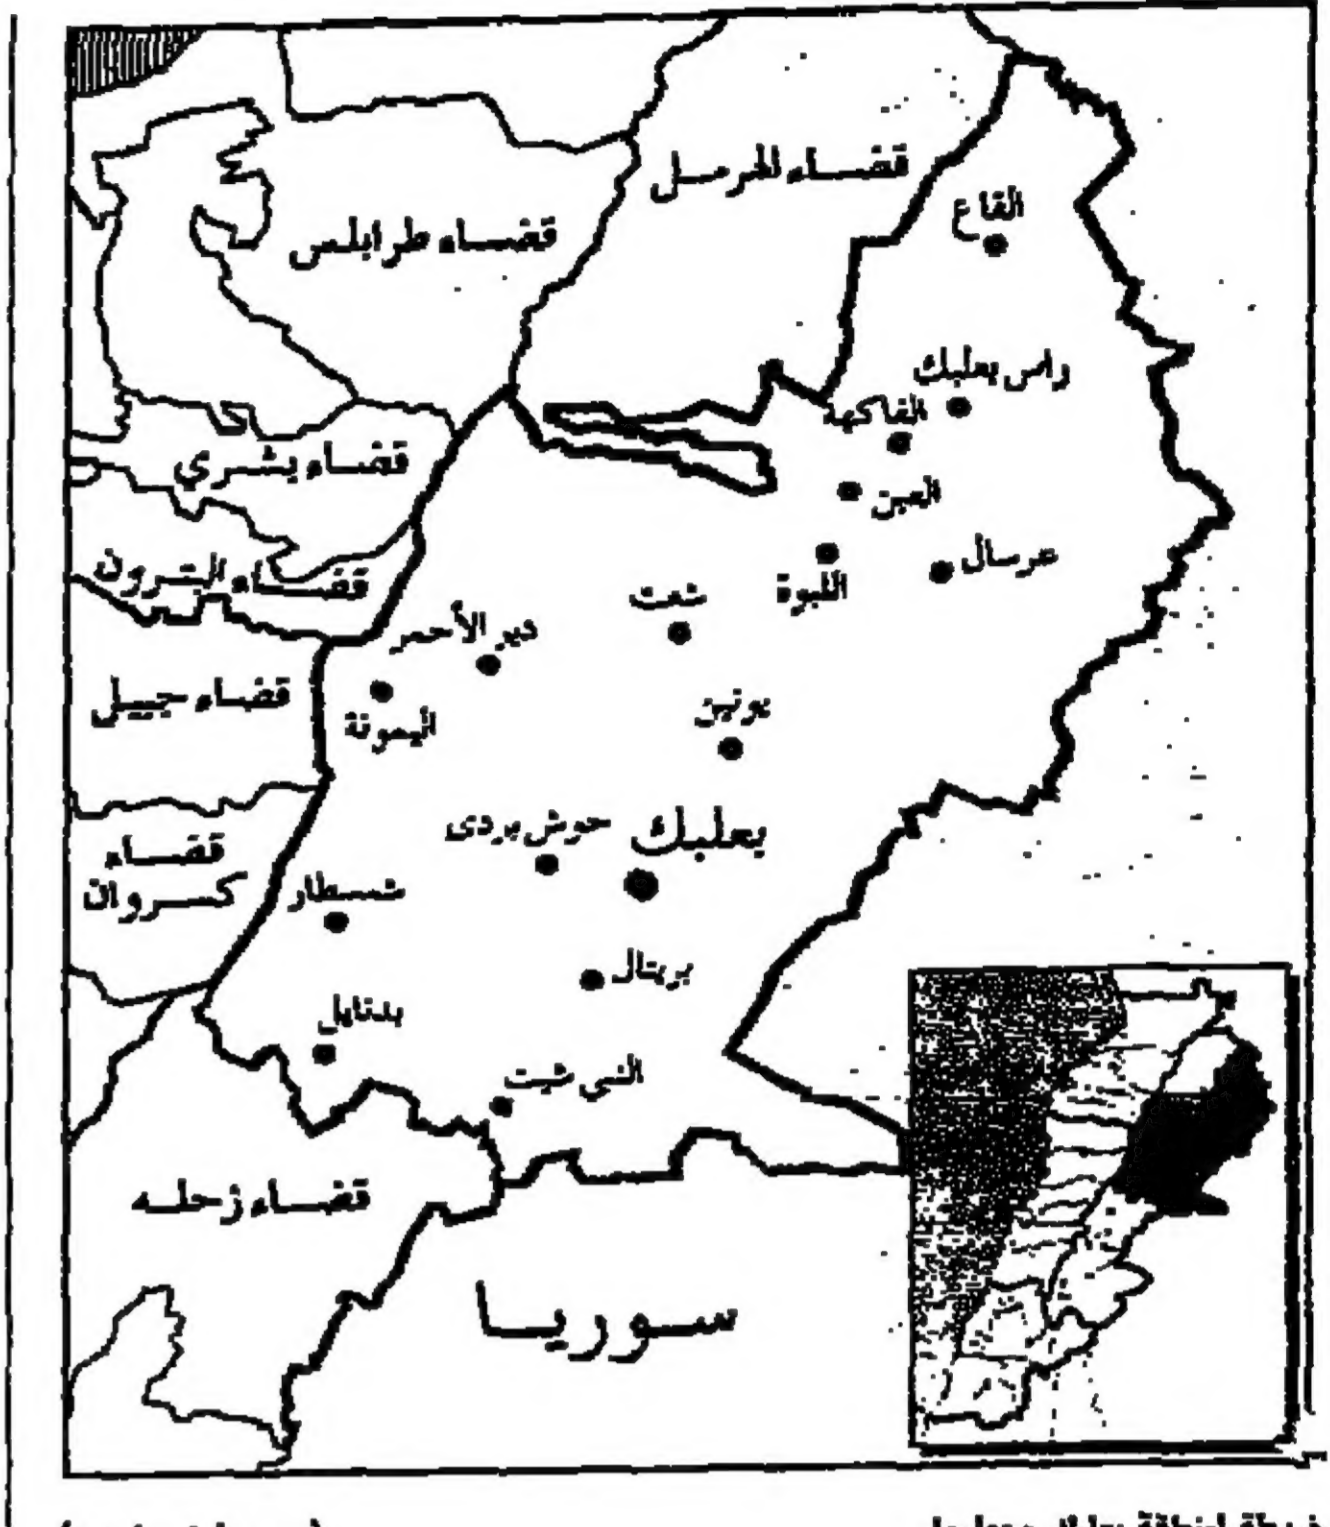 قضاء الهرمل
القاع
قضاء طرابلس
راس بعلبك
الفاكهة
قضاء بشري
العين
عرسال
قضاء البترون
اللبوة
شعت
دير الأحمر
قضاء جبيل
يونين
اليمونة
حوش بردى
بعلبك
قضاء
كسروان
شمسطار
بريتال
بدنايل
النبي شيت
قضاء زحله
سوريا